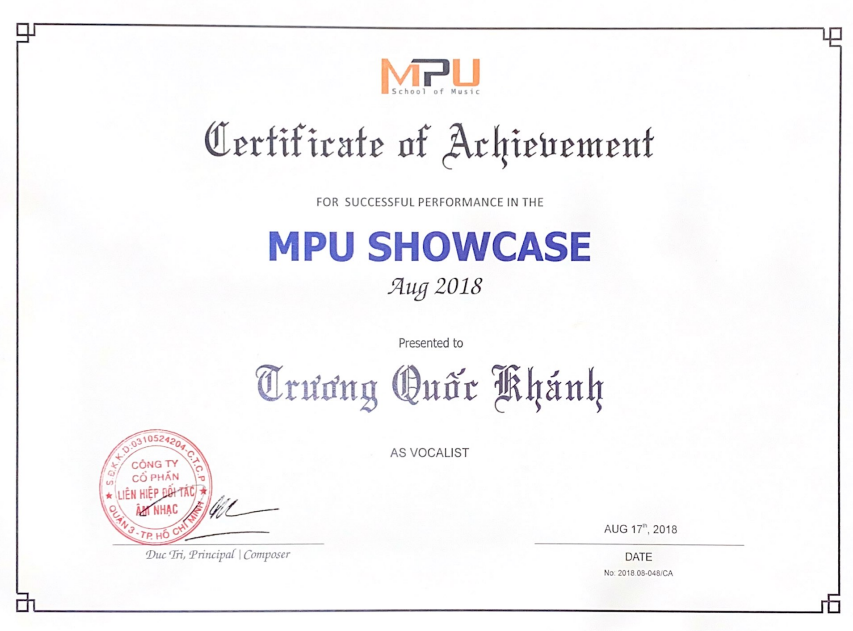 MPU
School of Music
Certificate of Achievement
FOR SUCCESSFUL PERFORMANCE IN THE
MPU SHOWCASE
Aug 2018
Presented to
Trương Quốc Khánh
AS VOCALIST
S.Đ.K.K.D.0310524204-C.T.C.P
CÔNG TY
CỔ PHẦN
LIÊN HIỆP ĐỐI TÁC
ÂM NHẠC
QUẬN 3 - TP. HỒ CHÍ MINH
Duc Tri, Principal | Composer
AUG 17th, 2018
DATE
No: 2018.08-048/CA